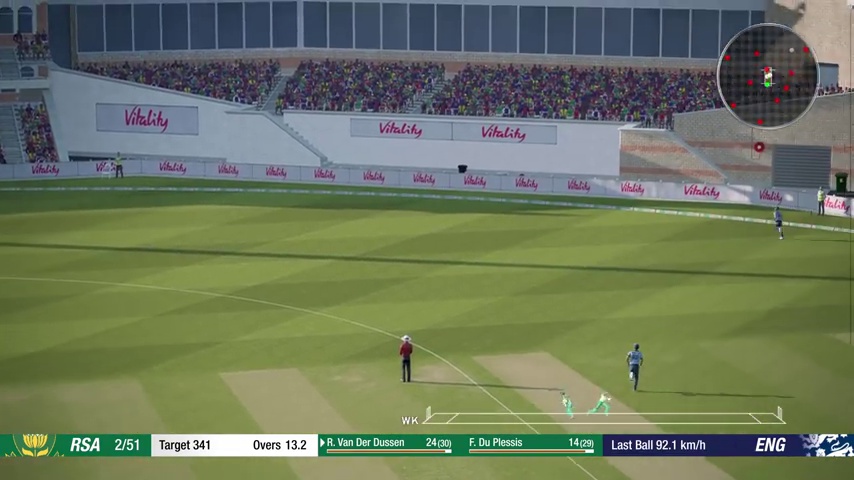 Vitality
Vitality Vitality
Vitality Vitality Vitality Vitality Vitality Vitality Vitality Vitality Vitality Vitality Vitality Vitality Vitality
WK
RSA 2/51 Target 341 Overs 13.2 R. Van Der Dussen 24(30) F. Du Plessis 14(29) Last Ball 92.1 km/h ENG